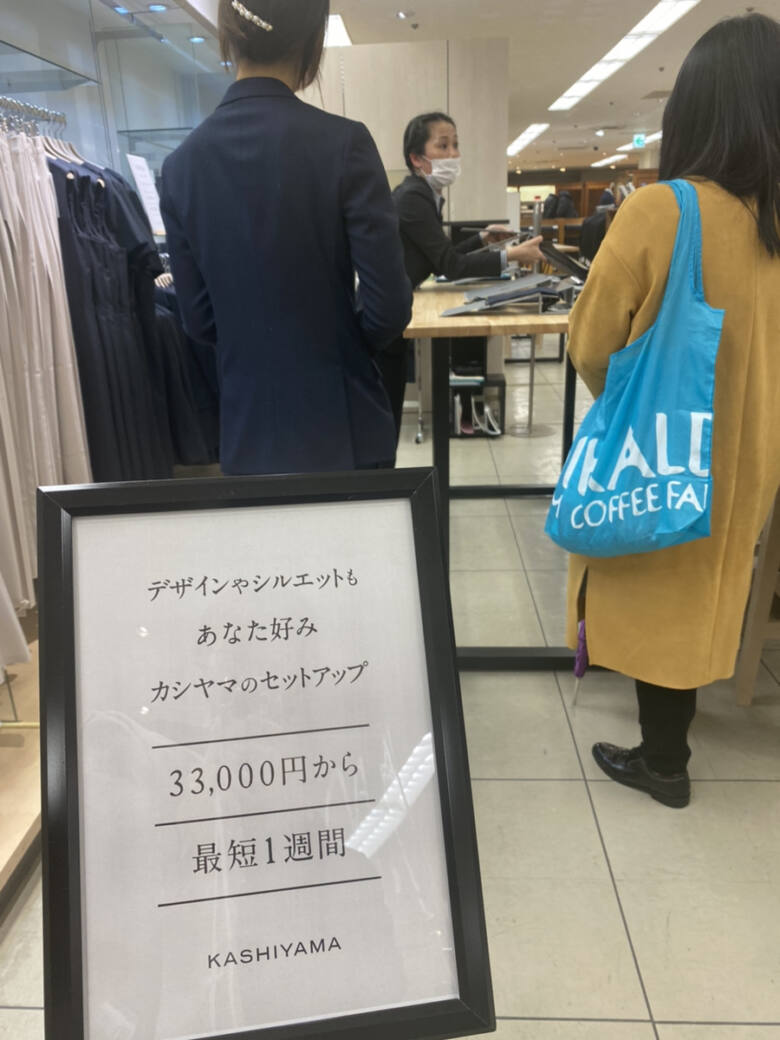 デザインやシルエットも
あなた好み
カシヤマのセットアップ
33,000円から
最短1週間
KASHIYAMA
COFFEE